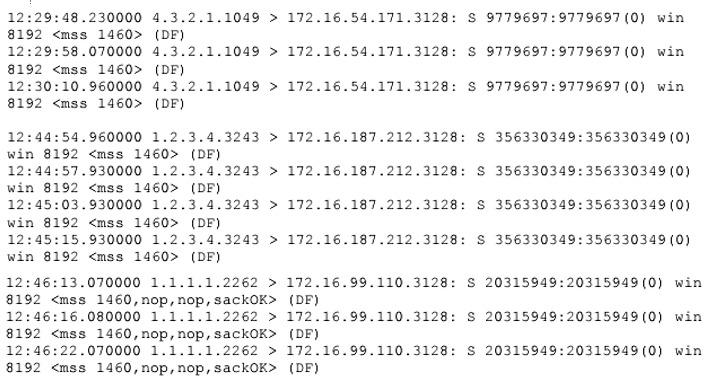 12:29:48.230000 4.3.2.1.1049 > 172.16.54.171.3128: S 9779697:9779697(0) win
8192 <mss 1460> (DF)
12:29:58.070000 4.3.2.1.1049 > 172.16.54.171.3128: S 9779697:9779697(0) win
8192 <mss 1460> (DF)
12:30:10.960000 4.3.2.1.1049 > 172.16.54.171.3128: S 9779697:9779697(0) win
8192 <mss 1460> (DF)
12:44:54.960000 1.2.3.4.3243 > 172.16.187.212.3128: S 356330349:356330349(0)
win 8192 <mss 1460> (DF)
12:44:57.930000 1.2.3.4.3243 > 172.16.187.212.3128: S 356330349:356330349(0)
win 8192 <mss 1460> (DF)
12:45:03.930000 1.2.3.4.3243 > 172.16.187.212.3128: S 356330349:356330349(0)
win 8192 <mss 1460> (DF)
12:45:15.930000 1.2.3.4.3243 > 172.16.187.212.3128: S 356330349:356330349(0)
win 8192 <mss 1460> (DF)
12:46:13.070000 1.1.1.1.2262 > 172.16.99.110.3128: S 20315949:20315949(0) win
8192 <mss 1460,nop,nop,sackOK> (DF)
12:46:16.080000 1.1.1.1.2262 > 172.16.99.110.3128: S 20315949:20315949(0) win
8192 <mss 1460,nop,nop,sackOK> (DF)
12:46:22.070000 1.1.1.1.2262 > 172.16.99.110.3128: S 20315949:20315949(0) win
8192 <mss 1460,nop,nop,sackOK> (DF)